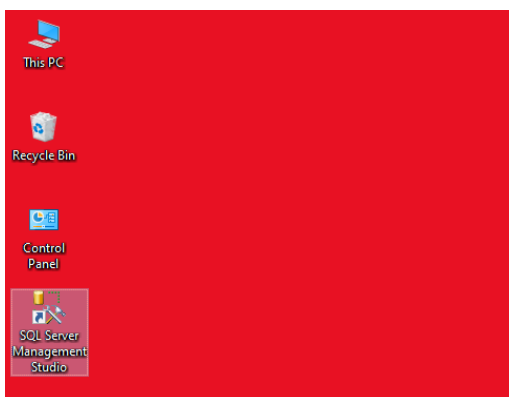 This PC
Recycle Bin
Control
Panel
SQL Server
Management
Studio